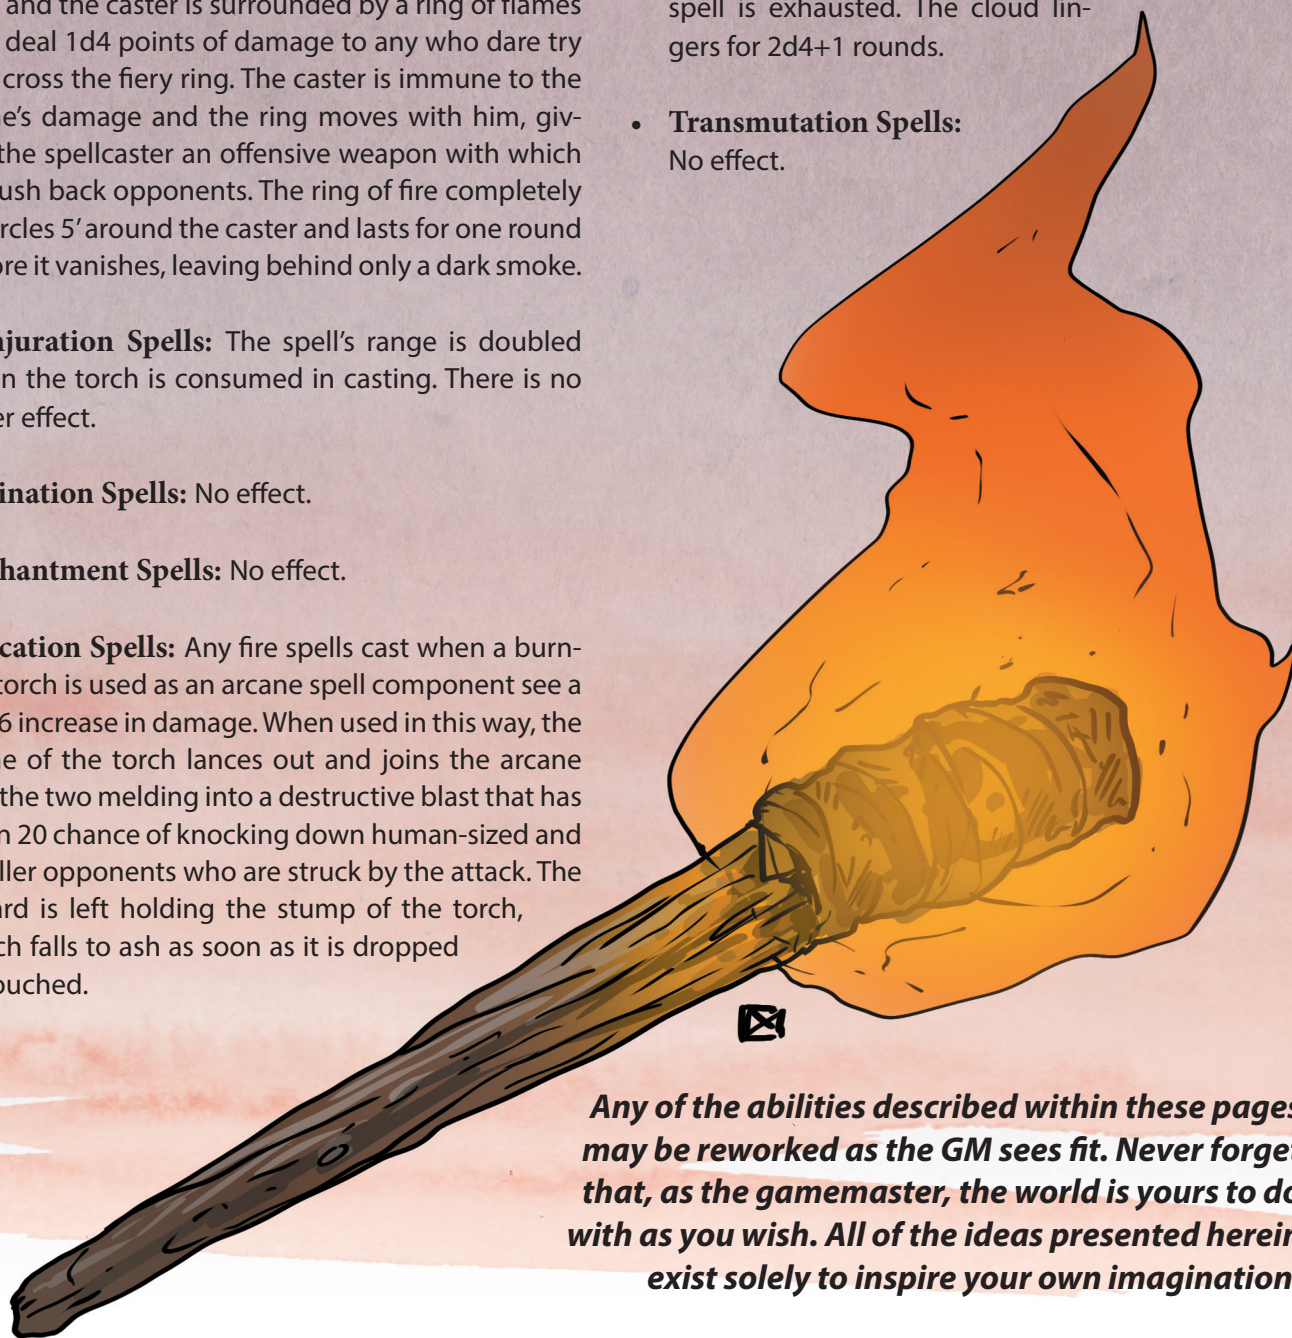 and the caster is surrounded by a ring of flames
deal 1d4 points of damage to any who dare try
cross the fiery ring. The caster is immune to the
e's damage and the ring moves with him, giv-
the spellcaster an offensive weapon with which
ush back opponents. The ring of fire completely
rcles 5' around the caster and lasts for one round
ore it vanishes, leaving behind only a dark smoke.
njuration Spells: The spell's range is doubled
n the torch is consumed in casting. There is no
er effect.
ination Spells: No effect.
hantment Spells: No effect.
cation Spells: Any fire spells cast when a burn-
torch is used as an arcane spell component see a
6 increase in damage. When used in this way, the
e of the torch lances out and joins the arcane
the two melding into a destructive blast that has
n 20 chance of knocking down human-sized and
ller opponents who are struck by the attack. The
ard is left holding the stump of the torch,
ch falls to ash as soon as it is dropped
ouched.
spell is exhausted. The cloud lin-
gers for 2d4+1 rounds.
• Transmutation Spells:
No effect.
Any of the abilities described within these pages
may be reworked as the GM sees fit. Never forget
that, as the gamemaster, the world is yours to do
with as you wish. All of the ideas presented herein
exist solely to inspire your own imagination